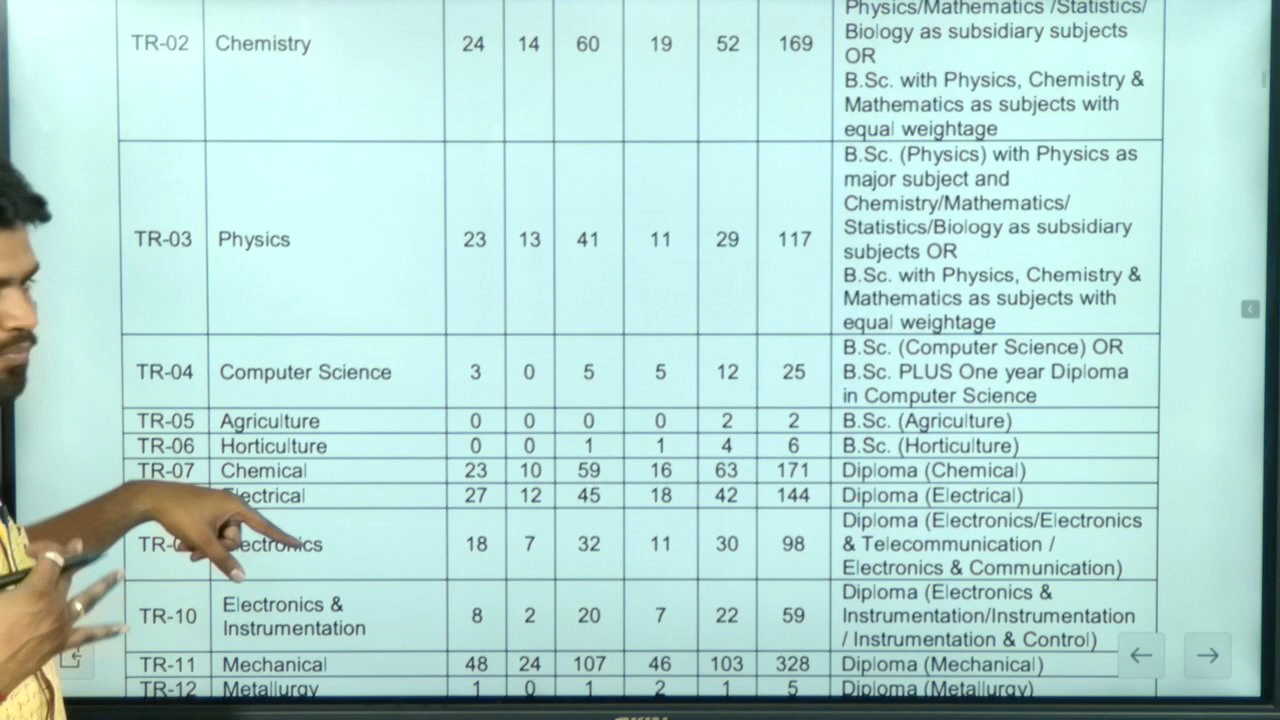 Physics/Mathematics /Statistics/
Biology as subsidiary subjects
OR
B.Sc. with Physics, Chemistry &
Mathematics as subjects with
equal weightage
TR-02 Chemistry 24 14 60 19 52 169
B.Sc. (Physics) with Physics as
major subject and
Chemistry/Mathematics/
Statistics/Biology as subsidiary
subjects OR
B.Sc. with Physics, Chemistry &
Mathematics as subjects with
equal weightage
TR-03 Physics 23 13 41 11 29 117
B.Sc. (Computer Science) OR
B.Sc. PLUS One year Diploma
in Computer Science
TR-04 Computer Science 3 0 5 5 12 25
TR-05 Agriculture 0 0 0 0 2 2 B.Sc. (Agriculture)
TR-06 Horticulture 0 0 1 1 4 6 B.Sc. (Horticulture)
TR-07 Chemical 23 10 59 16 63 171 Diploma (Chemical)
Electrical 27 12 45 18 42 144 Diploma (Electrical)
Diploma (Electronics/Electronics
& Telecommunication /
Electronics & Communication)
Electronics 18 7 32 11 30 98
Diploma (Electronics &
Instrumentation/Instrumentation
/ Instrumentation & Control)
TR-10 Electronics &
Instrumentation 8 2 20 7 22 59
TR-11 Mechanical 48 24 107 46 103 328 Diploma (Mechanical)
TR-12 Metallurgy 1 0 1 2 1 5 Diploma (Metallurgy)